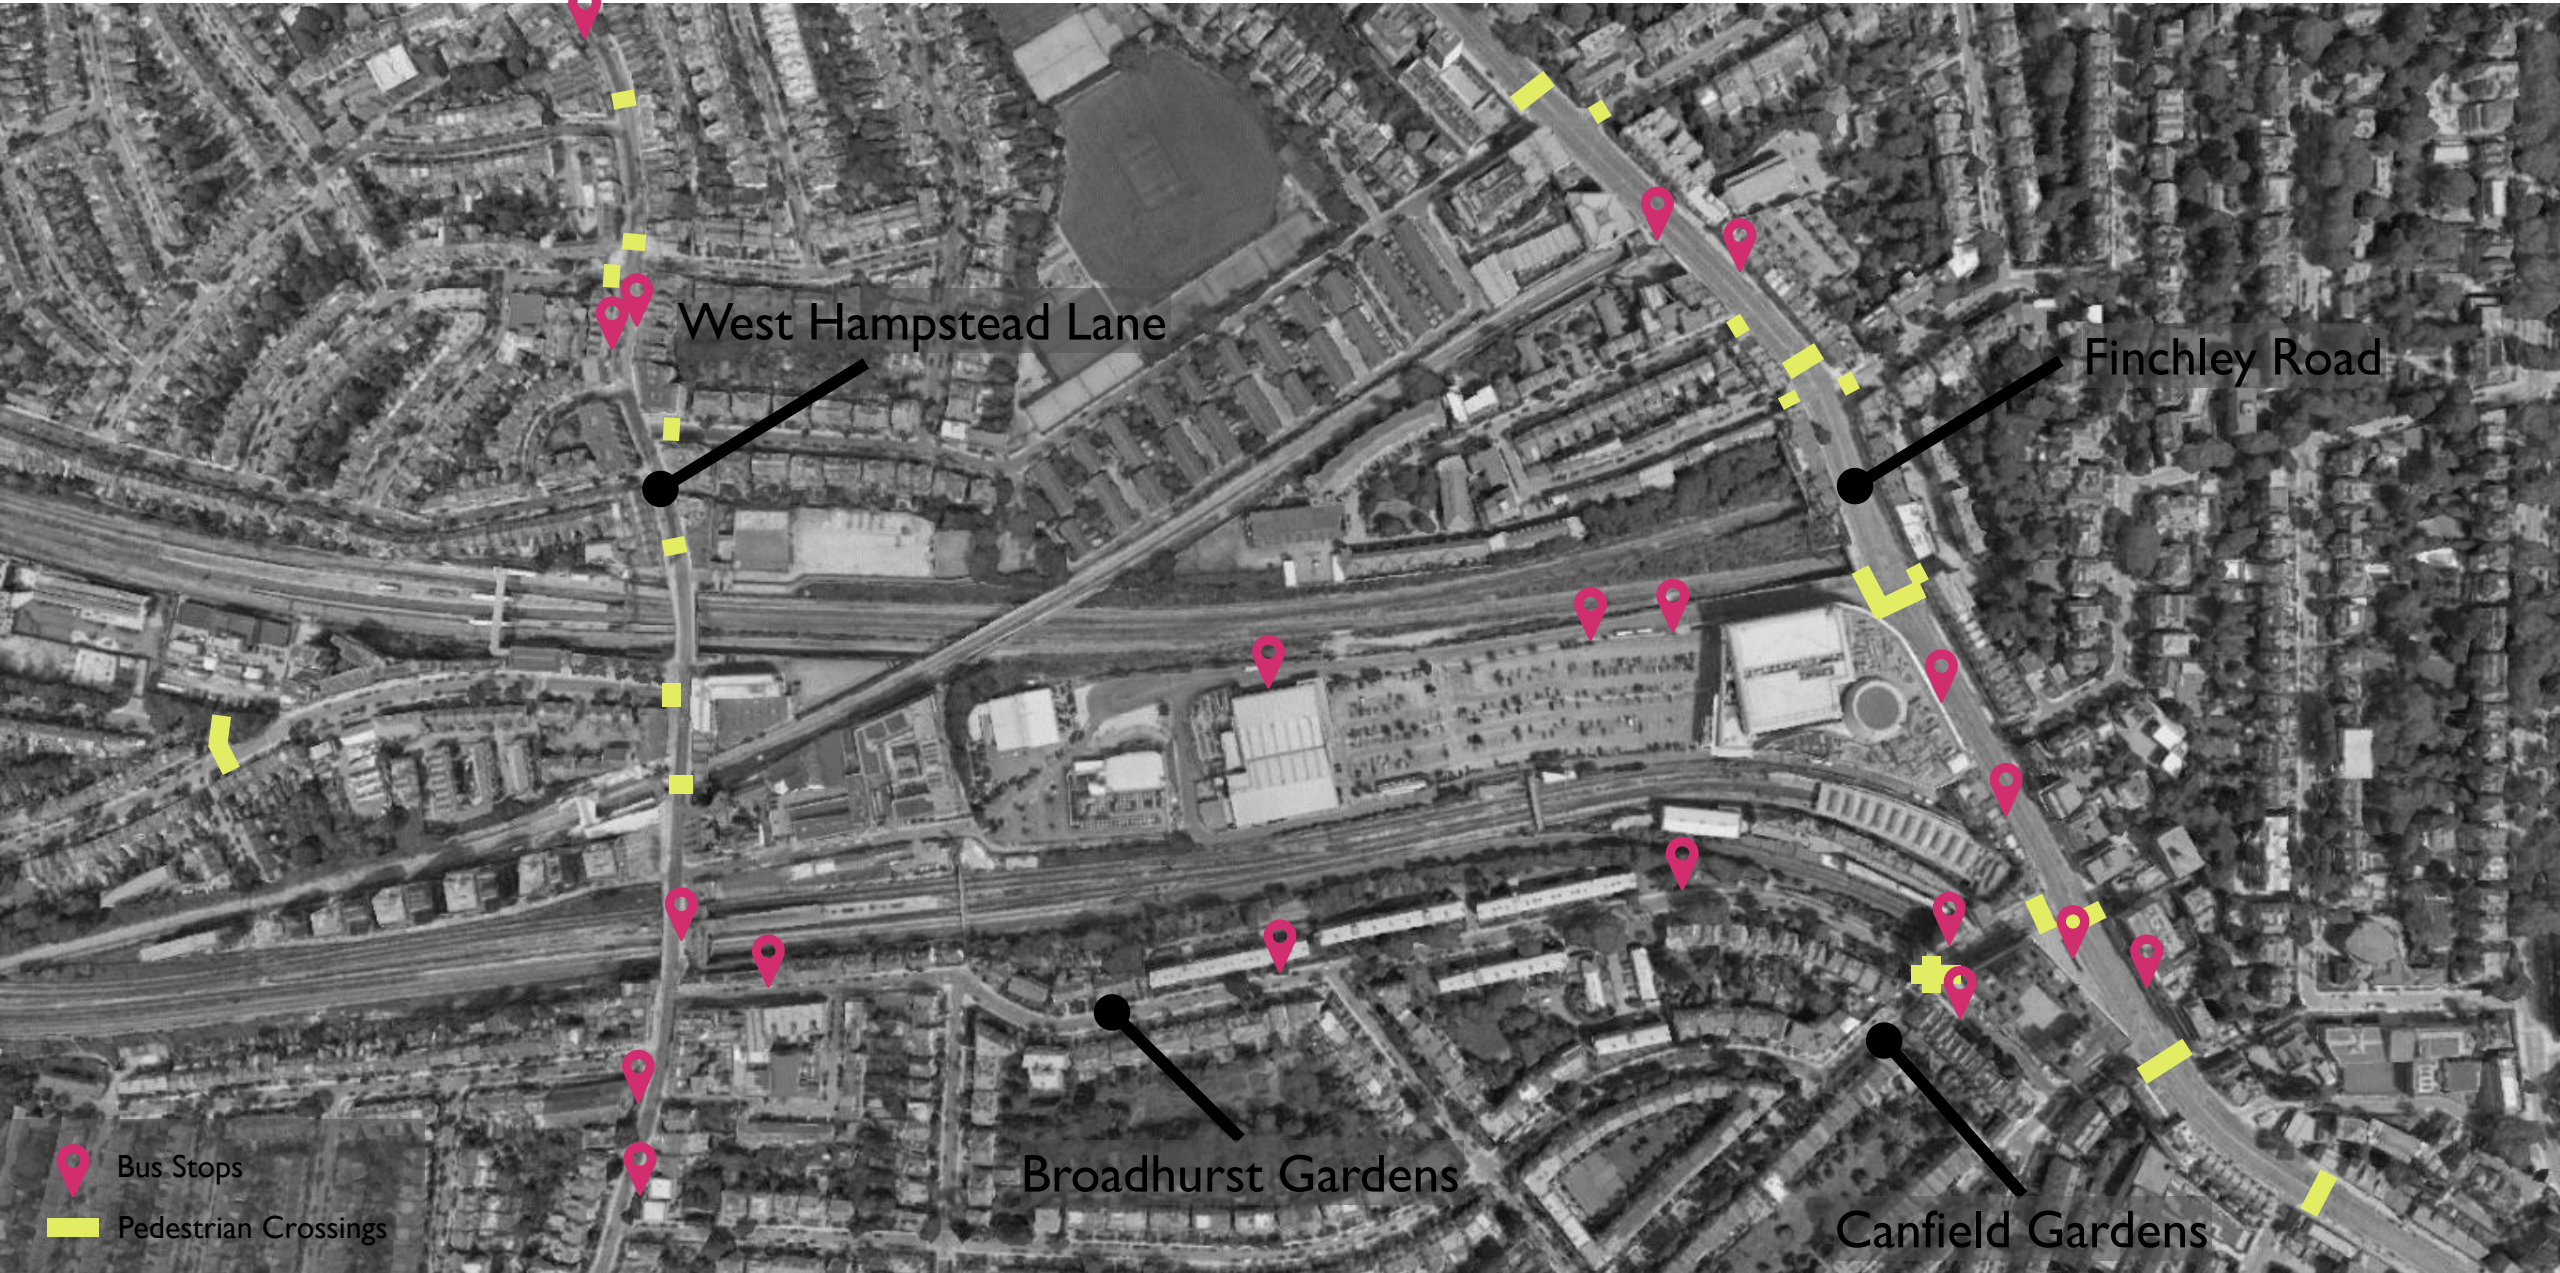 West Hampstead Lane
Finchley Road
Broadhurst Gardens
Canfield Gardens
Bus Stops
Pedestrian Crossings